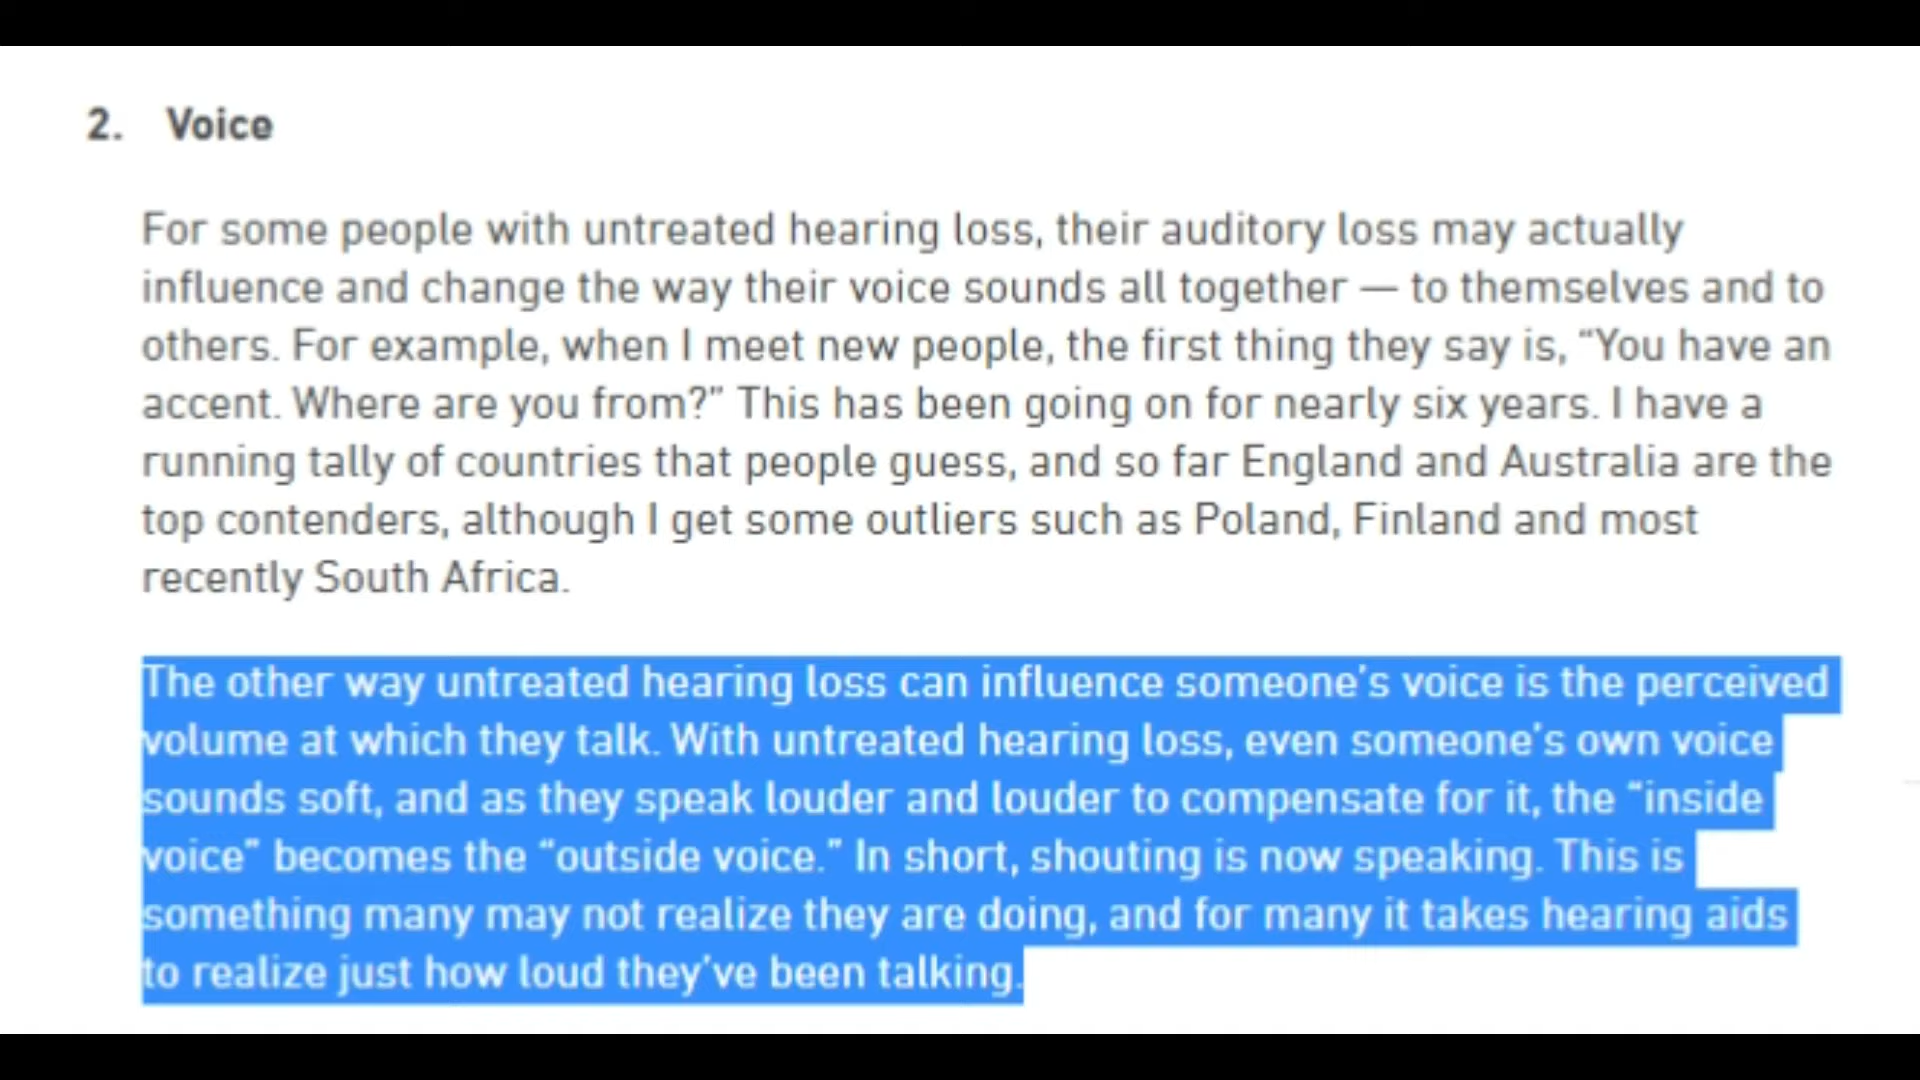 2. Voice
For some people with untreated hearing loss, their auditory loss may actually
influence and change the way their voice sounds all together — to themselves and to
others. For example, when I meet new people, the first thing they say is, “You have an
accent. Where are you from?” This has been going on for nearly six years. I have a
running tally of countries that people guess, and so far England and Australia are the
top contenders, although I get some outliers such as Poland, Finland and most
recently South Africa.
The other way untreated hearing loss can influence someone’s voice is the perceived
volume at which they talk. With untreated hearing loss, even someone’s own voice
sounds soft, and as they speak louder and louder to compensate for it, the “inside
voice” becomes the “outside voice.” In short, shouting is now speaking. This is
something many may not realize they are doing, and for many it takes hearing aids
to realize just how loud they’ve been talking.